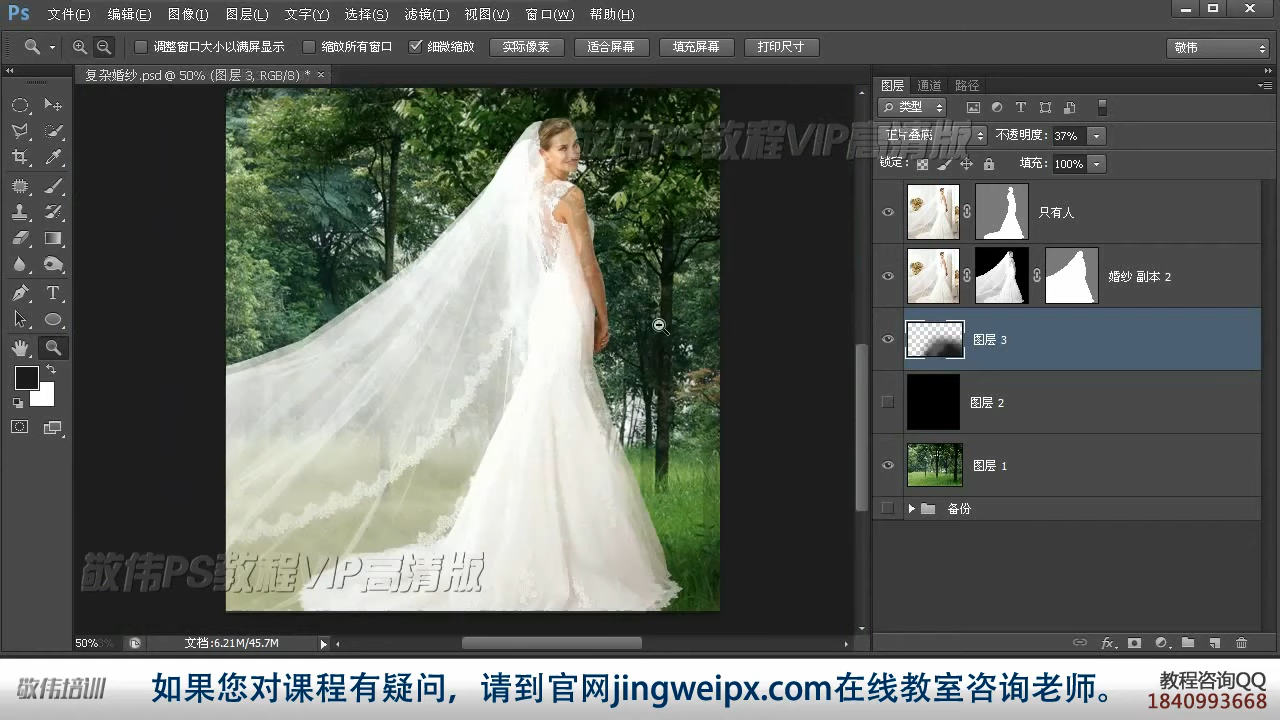 Ps 文件(F) 编辑(E) 图像(I) 图层(L) 文字(Y) 选择(S) 滤镜(T) 视图(V) 窗口(W) 帮助(H)
调整窗口大小以满屏显示 缩放所有窗口 细微缩放 实际像素 适合屏幕 填充屏幕 打印尺寸 敬伟
复杂婚纱.psd @ 50% (图层 3, RGB/8) * ×
图层 通道 路径
类型
正片叠底 不透明度: 37%
锁定: 填充: 100%
敬伟PS教程VIP高清版
只有人
婚纱 副本 2
图层 3
图层 2
图层 1
备份
敬伟PS教程VIP高清版
50% 文档:6.21M/45.7M
fx
敬伟培训
如果您对课程有疑问，请到官网jingweipx.com在线教室咨询老师。
教程咨询QQ
1840993668